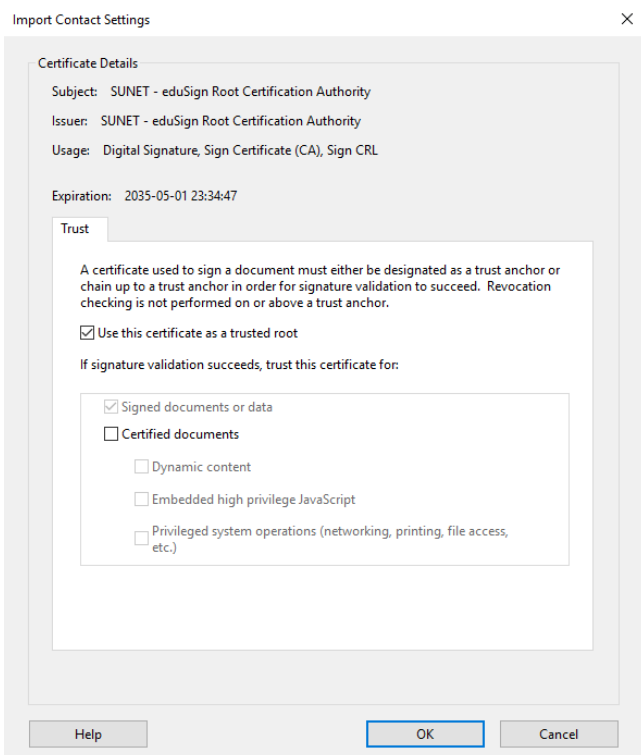 Import Contact Settings
Certificate Details
Subject: SUNET - eduSign Root Certification Authority
Issuer: SUNET - eduSign Root Certification Authority
Usage: Digital Signature, Sign Certificate (CA), Sign CRL
Expiration: 2035-05-01 23:34:47
Trust
A certificate used to sign a document must either be designated as a trust anchor or
chain up to a trust anchor in order for signature validation to succeed. Revocation
checking is not performed on or above a trust anchor.
Use this certificate as a trusted root
If signature validation succeeds, trust this certificate for:
Signed documents or data
Certified documents
Dynamic content
Embedded high privilege JavaScript
Privileged system operations (networking, printing, file access,
etc.)
Help OK Cancel